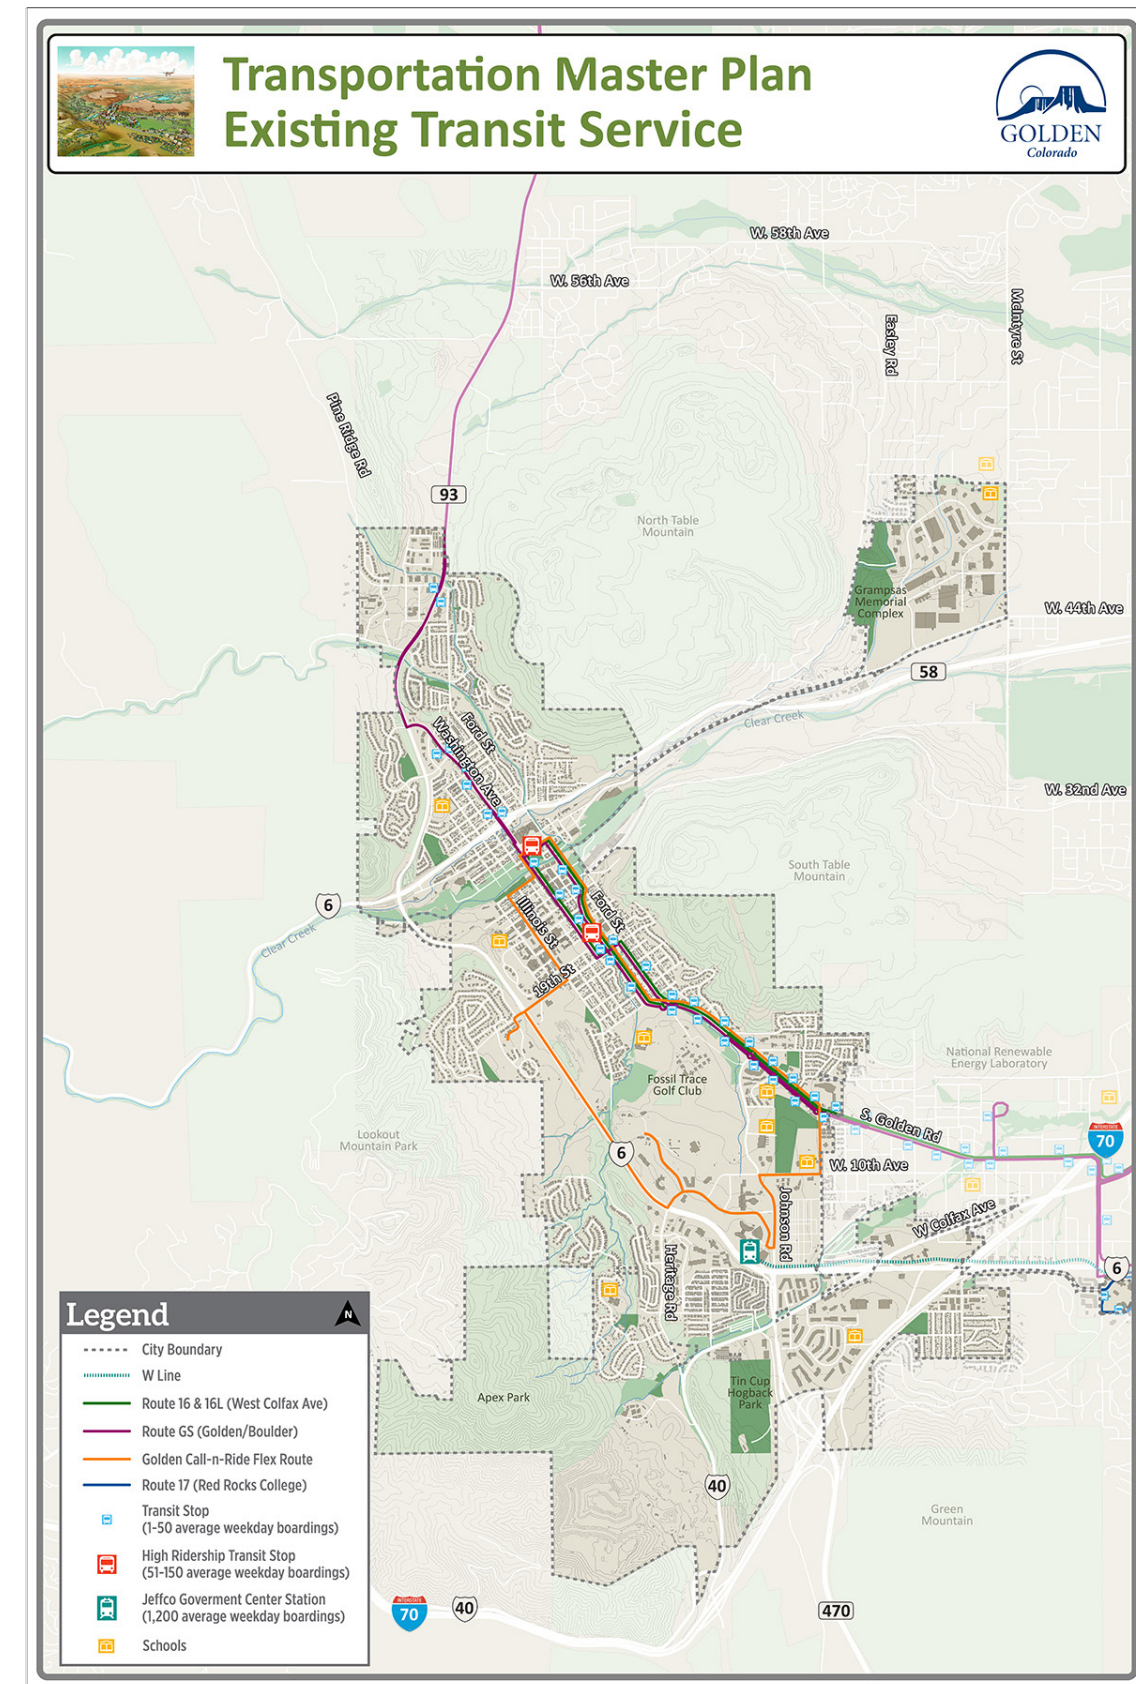 Transportation Master Plan
Existing Transit Service
GOLDEN
Colorado
W. 58th Ave
W. 56th Ave
Easley Rd
McIntyre St
Pine Ridge Rd
93
North Table
Mountain
Grampsas
Memorial
Complex
W. 44th Ave
58
Clear Creek
Ford St
Washington Ave
W. 32nd Ave
South Table
Mountain
6
Clear Creek
Illinois St
Ford St
19th St
National Renewable
Energy Laboratory
Fossil Trace
Golf Club
S. Golden Rd
INTERSTATE
70
Lookout
Mountain Park
6
W. 10th Ave
Johnson Rd
W Colfax Ave
Heritage Rd
6
Legend
N
City Boundary
W Line
Route 16 & 16L (West Colfax Ave)
Route GS (Golden/Boulder)
Golden Call-n-Ride Flex Route
Route 17 (Red Rocks College)
Transit Stop
(1-50 average weekday boardings)
High Ridership Transit Stop
(51-150 average weekday boardings)
Jeffco Goverment Center Station
(1,200 average weekday boardings)
Schools
Apex Park
Tin Cup
Hogback
Park
40
Green
Mountain
INTERSTATE
70
40
470